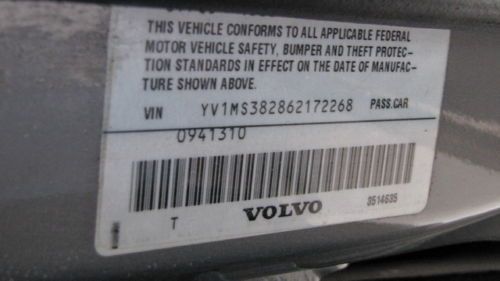 THIS VEHICLE CONFORMS TO ALL APPLICABLE FEDERAL
MOTOR VEHICLE SAFETY, BUMPER AND THEFT PROTEC-
TION STANDARDS IN EFFECT ON THE DATE OF MANUFAC-
TURE SHOWN ABOVE.
VIN YV1MS382862172268 PASS.CAR
0941310
T VOLVO 3514635